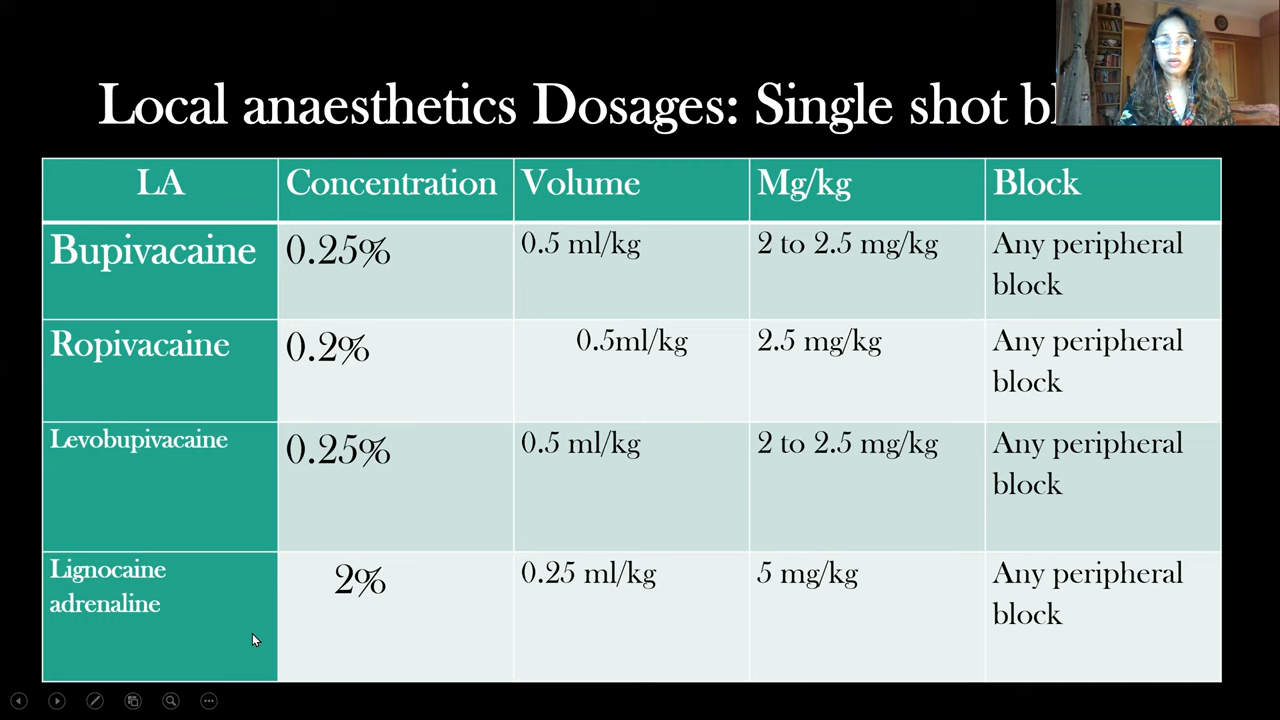 Local anaesthetics Dosages: Single shot
LA Concentration Volume Mg/kg Block
Bupivacaine 0.25% 0.5 ml/kg 2 to 2.5 mg/kg Any peripheral
block
Ropivacaine 0.2% 0.5ml/kg 2.5 mg/kg Any peripheral
block
Levobupivacaine 0.25% 0.5 ml/kg 2 to 2.5 mg/kg Any peripheral
block
Lignocaine 2% 0.25 ml/kg 5 mg/kg Any peripheral
adrenaline block